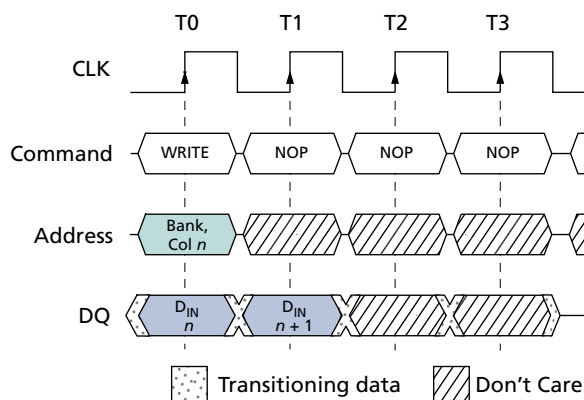 T0 T1 T2 T3
CLK
Command WRITE NOP NOP NOP
Address Bank,
Col n
DQ DIN
n DIN
n + 1
Transitioning data Don't Care